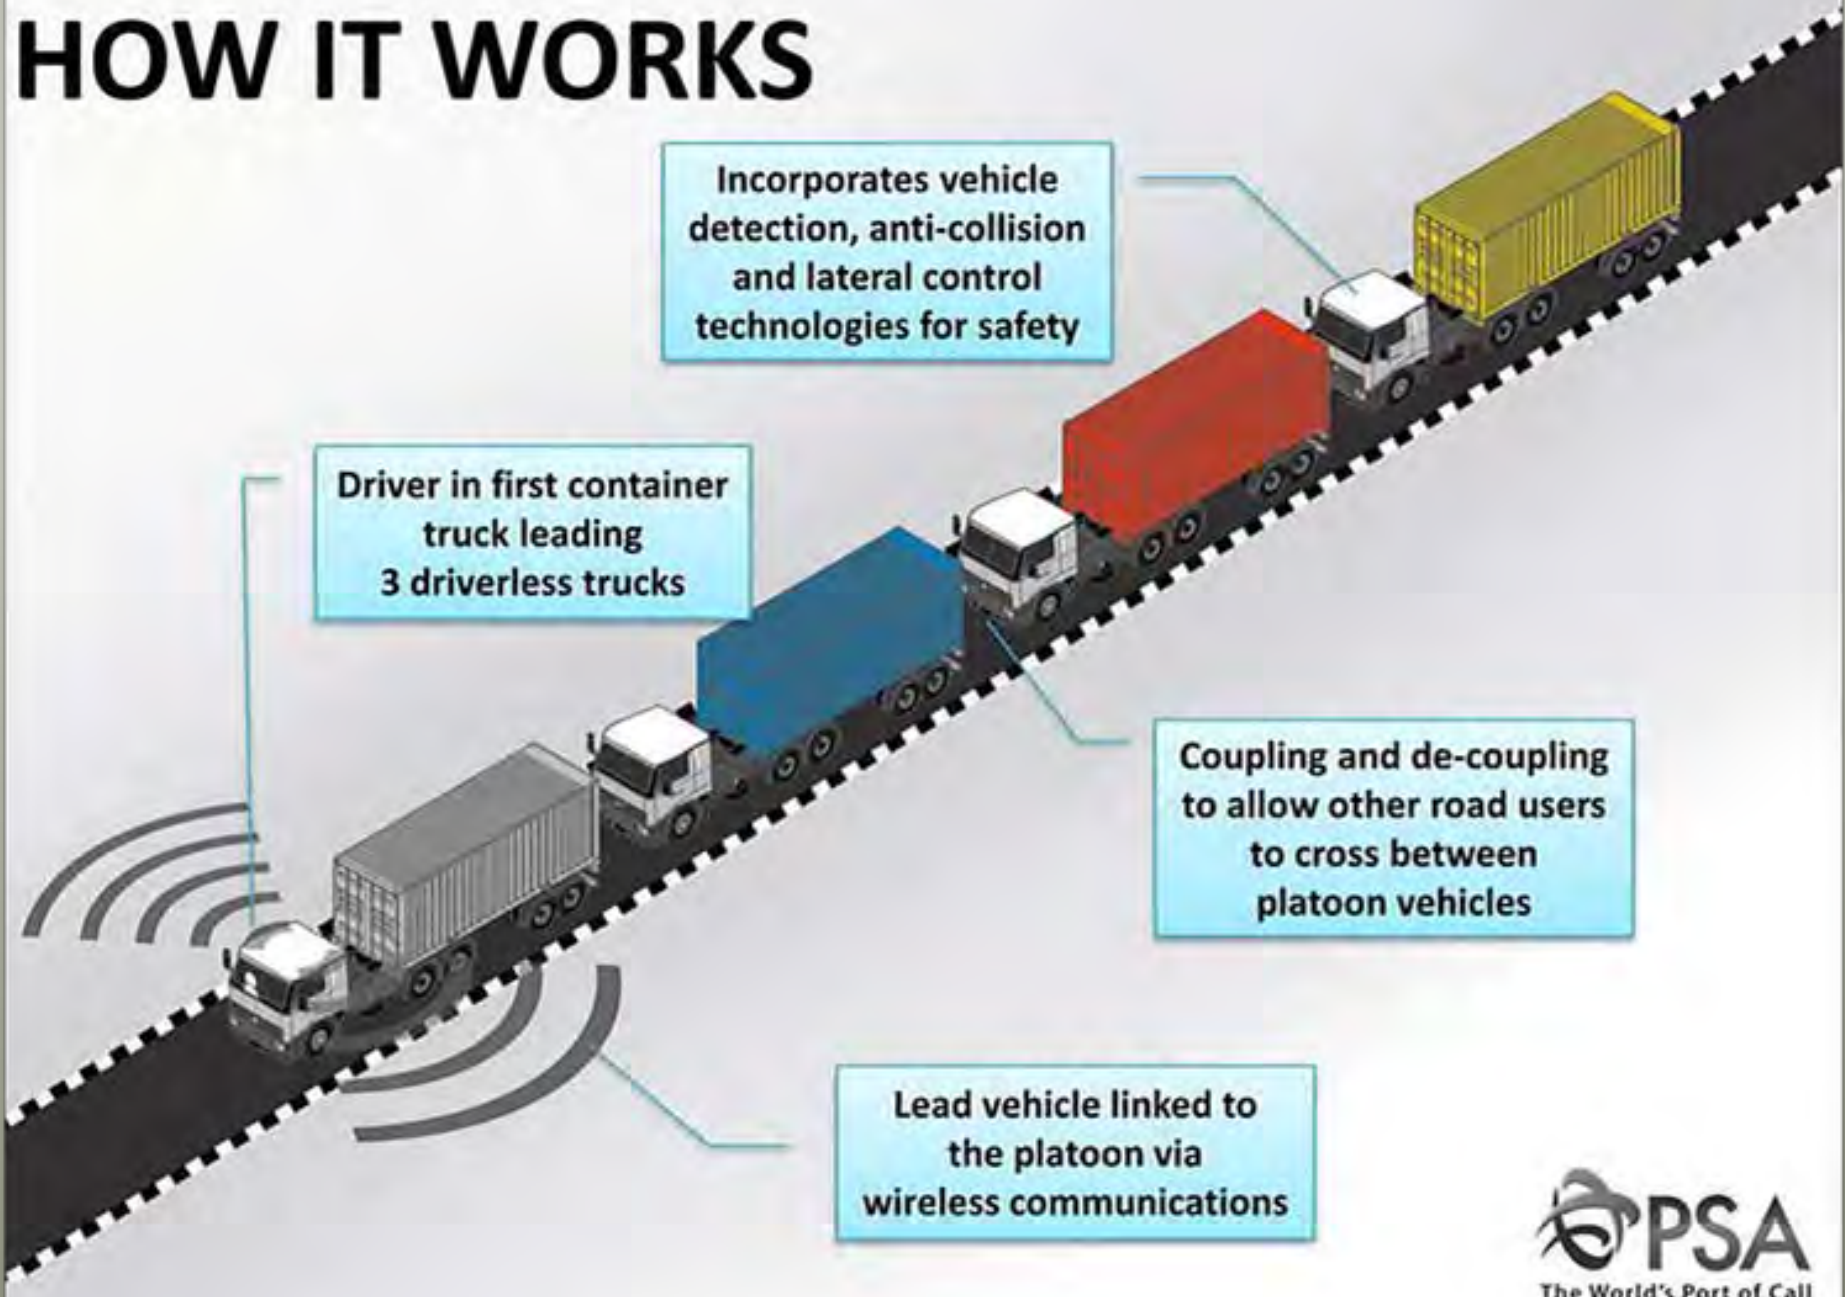 HOW IT WORKS
Incorporates vehicle
detection, anti-collision
and lateral control
technologies for safety
Driver in first container
truck leading
3 driverless trucks
Coupling and de-coupling
to allow other road users
to cross between
platoon vehicles
Lead vehicle linked to
the platoon via
wireless communications
PSA
The World's Port of Call